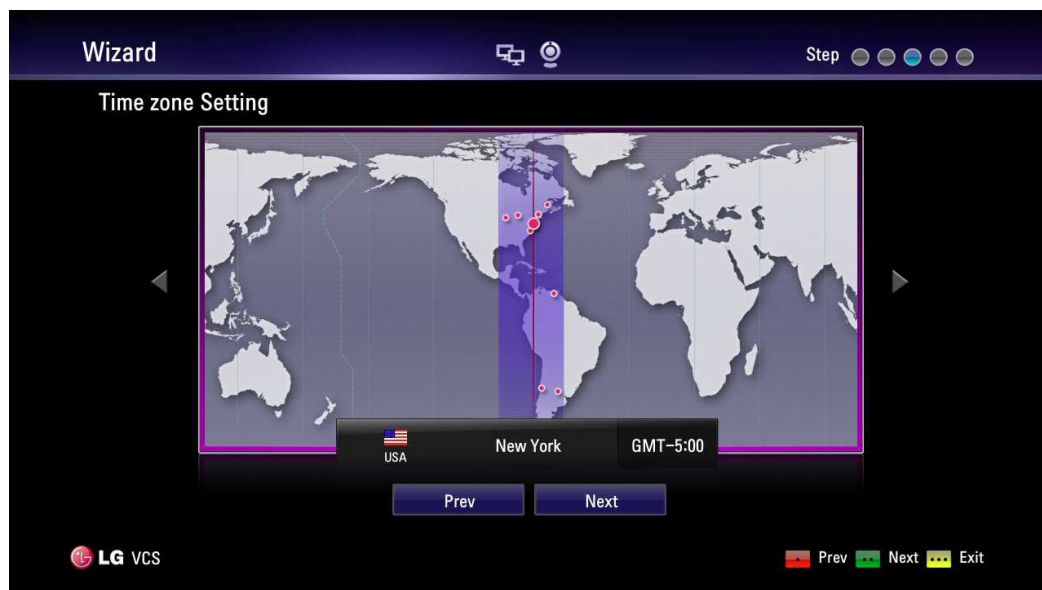 Wizard
Step
Time zone Setting
USA
New York
GMT-5:00
Prev
Next
LG VCS
Prev
Next
Exit